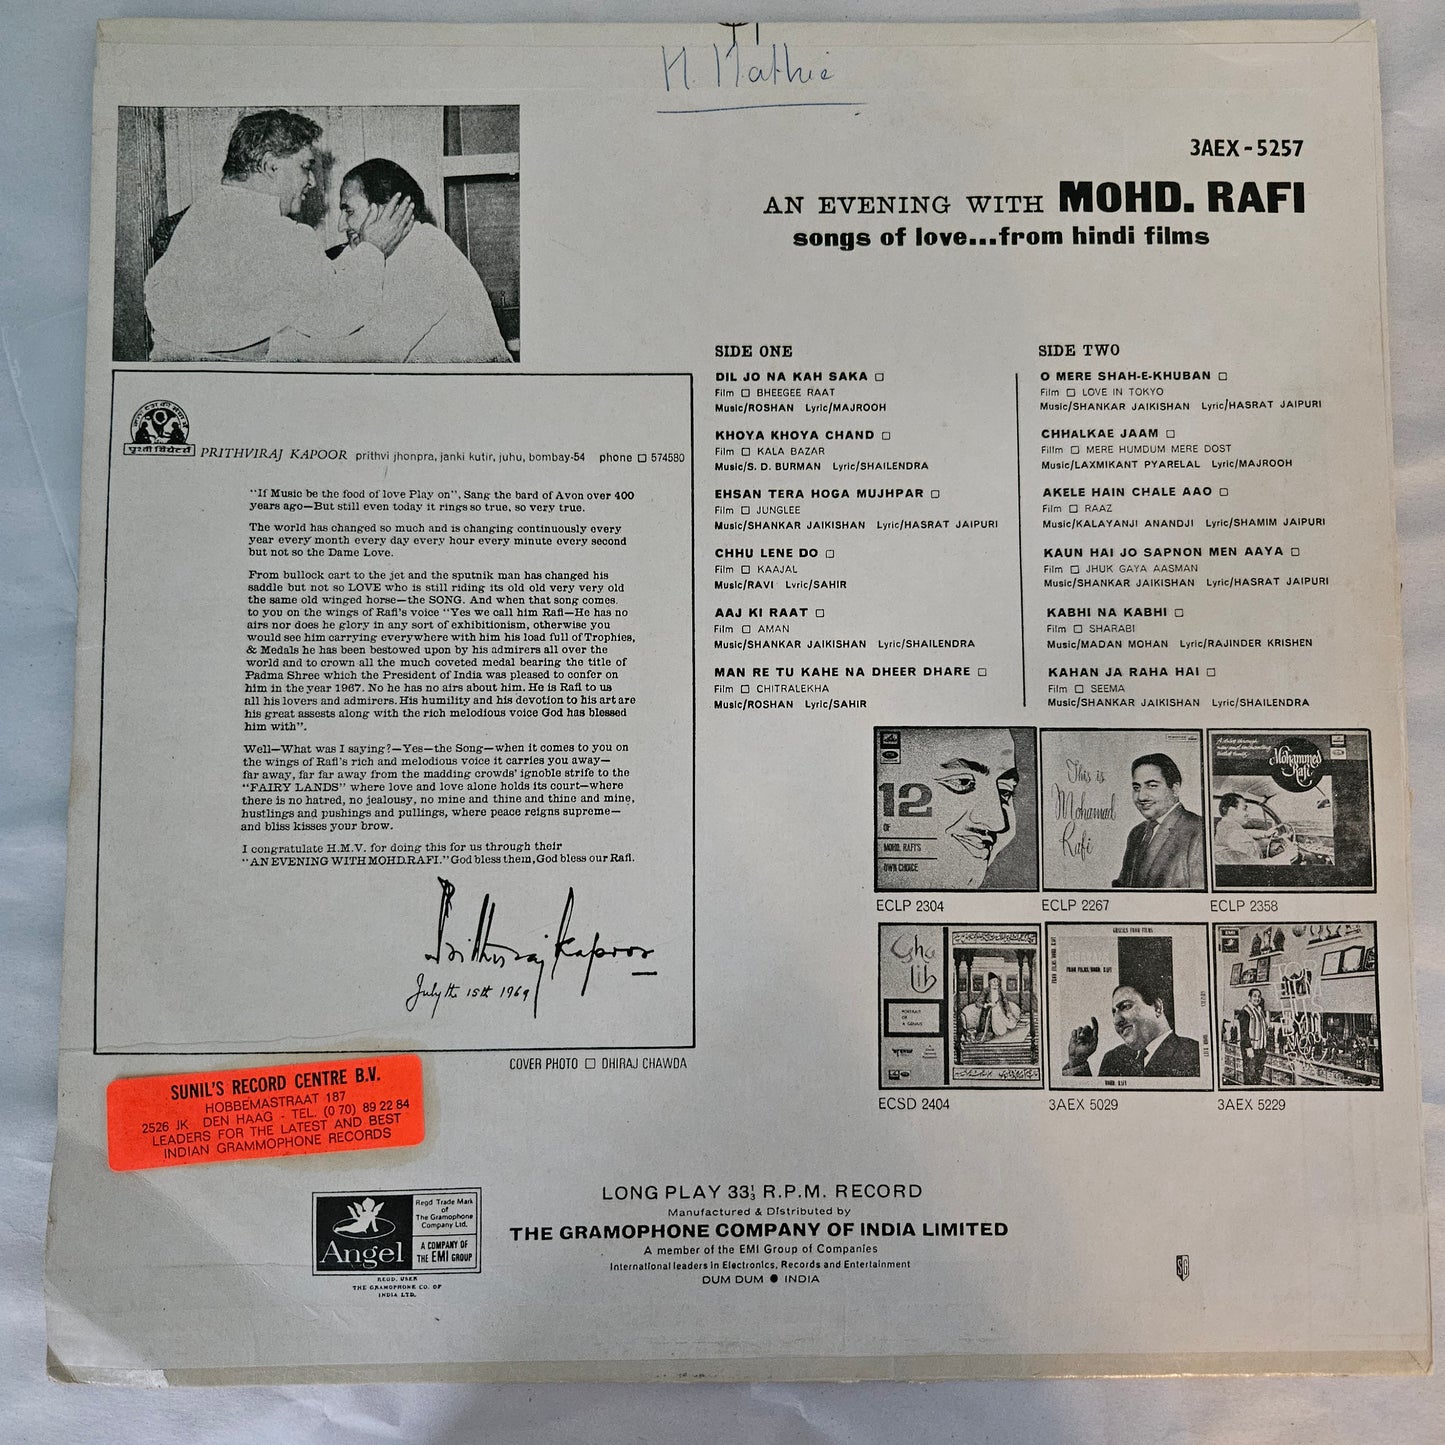 H. Mathie
3AEX - 5257
AN EVENING WITH MOHD. RAFI
songs of love...from hindi films
पृथ्वी थियेटर्स
PRITHVIRAJ KAPOOR prithvi jhonpra, janki kutir, juhu, bombay-54 phone □ 574580
"If Music be the food of love Play on", Sang the bard of Avon over 400
years ago—But still even today it rings so true, so very true.
The world has changed so much and is changing continuously every
year every month every day every hour every minute every second
but not so the Dame Love.
From bullock cart to the jet and the sputnik man has changed his
saddle but not so LOVE who is still riding its old old very very old
the same old winged horse—the SONG. And when that song comes
to you on the wings of Rafi's voice "Yes we call him Rafi—He has no
airs nor does he glory in any sort of exhibitionism, otherwise you
would see him carrying everywhere with him his load full of Trophies,
& Medals he has been bestowed upon by his admirers all over the
world and to crown all the much coveted medal bearing the title of
Padma Shree which the President of India was pleased to confer on
him in the year 1967. No he has no airs about him. He is Rafi to us
all his lovers and admirers. His humility and his devotion to his art are
his great assests along with the rich melodious voice God has blessed
him with".
Well—What was I saying?—Yes—the Song—when it comes to you on
the wings of Rafi's rich and melodious voice it carries you away—
far away, far far away from the madding crowds' ignoble strife to the
"FAIRY LANDS" where love and love alone holds its court—where
there is no hatred, no jealousy, no mine and thine and thine and mine,
hustlings and pushings and pullings, where peace reigns supreme—
and bliss kisses your brow.
I congratulate H.M.V. for doing this for us through their
"AN EVENING WITH MOHD.RAFI." God bless them, God bless our Rafi.
Prithviraj Kapoor
July the 15th 1969
COVER PHOTO □ DHIRAJ CHAWDA
SIDE ONE
DIL JO NA KAH SAKA □
Film □ BHEEGEE RAAT
Music/ROSHAN Lyric/MAJROOH
KHOYA KHOYA CHAND □
Film □ KALA BAZAR
Music/S. D. BURMAN Lyric/SHAILENDRA
EHSAN TERA HOGA MUJHPAR □
Film □ JUNGLEE
Music/SHANKAR JAIKISHAN Lyric/HASRAT JAIPURI
CHHU LENE DO □
Film □ KAAJAL
Music/RAVI Lyric/SAHIR
AAJ KI RAAT □
Film □ AMAN
Music/SHANKAR JAIKISHAN Lyric/SHAILENDRA
MAN RE TU KAHE NA DHEER DHARE □
Film □ CHITRALEKHA
Music/ROSHAN Lyric/SAHIR
SIDE TWO
O MERE SHAH-E-KHUBAN □
Film □ LOVE IN TOKYO
Music/SHANKAR JAIKISHAN Lyric/HASRAT JAIPURI
CHHALKAE JAAM □
Film □ MERE HUMDUM MERE DOST
Music/LAXMIKANT PYARELAL Lyric/MAJROOH
AKELE HAIN CHALE AAO □
Film □ RAAZ
Music/KALAYANJI ANANDJI Lyric/SHAMIM JAIPURI
KAUN HAI JO SAPNON MEN AAYA □
Film □ JHUK GAYA AASMAN
Music/SHANKAR JAIKISHAN Lyric/HASRAT JAIPURI
KABHI NA KABHI □
Film □ SHARABI
Music/MADAN MOHAN Lyric/RAJINDER KRISHEN
KAHAN JA RAHA HAI □
Film □ SEEMA
Music/SHANKAR JAIKISHAN Lyric/SHAILENDRA
12
OF
MOHD. RAFI'S
OWN CHOICE
ECLP 2304
This is
Mohamad
Rafi
ECLP 2267
Mohammed
Rafi
ECLP 2358
Gha
lib
PORTRAIT
OF
A GENIUS
ECSD 2404
FROM FILMS/MOHD. RAFI
MOHD. RAFI
3AEX 5029
EMI
3AEX 5229
SUNIL'S RECORD CENTRE B.V.
HOBBEMASTRAAT 187
2526 JK DEN HAAG - TEL. (0 70) 89 22 84
LEADERS FOR THE LATEST AND BEST
INDIAN GRAMMOPHONE RECORDS
Angel
Regd Trade Mark
of
The Gramophone
Company Ltd.
A COMPANY OF
THE EMI GROUP
REGD. USER
THE GRAMOPHONE CO. OF
INDIA LTD.
LONG PLAY 33⅓ R.P.M. RECORD
Manufactured & Distributed by
THE GRAMOPHONE COMPANY OF INDIA LIMITED
A member of the EMI Group of Companies
International leaders in Electronics, Records and Entertainment
DUM DUM ● INDIA